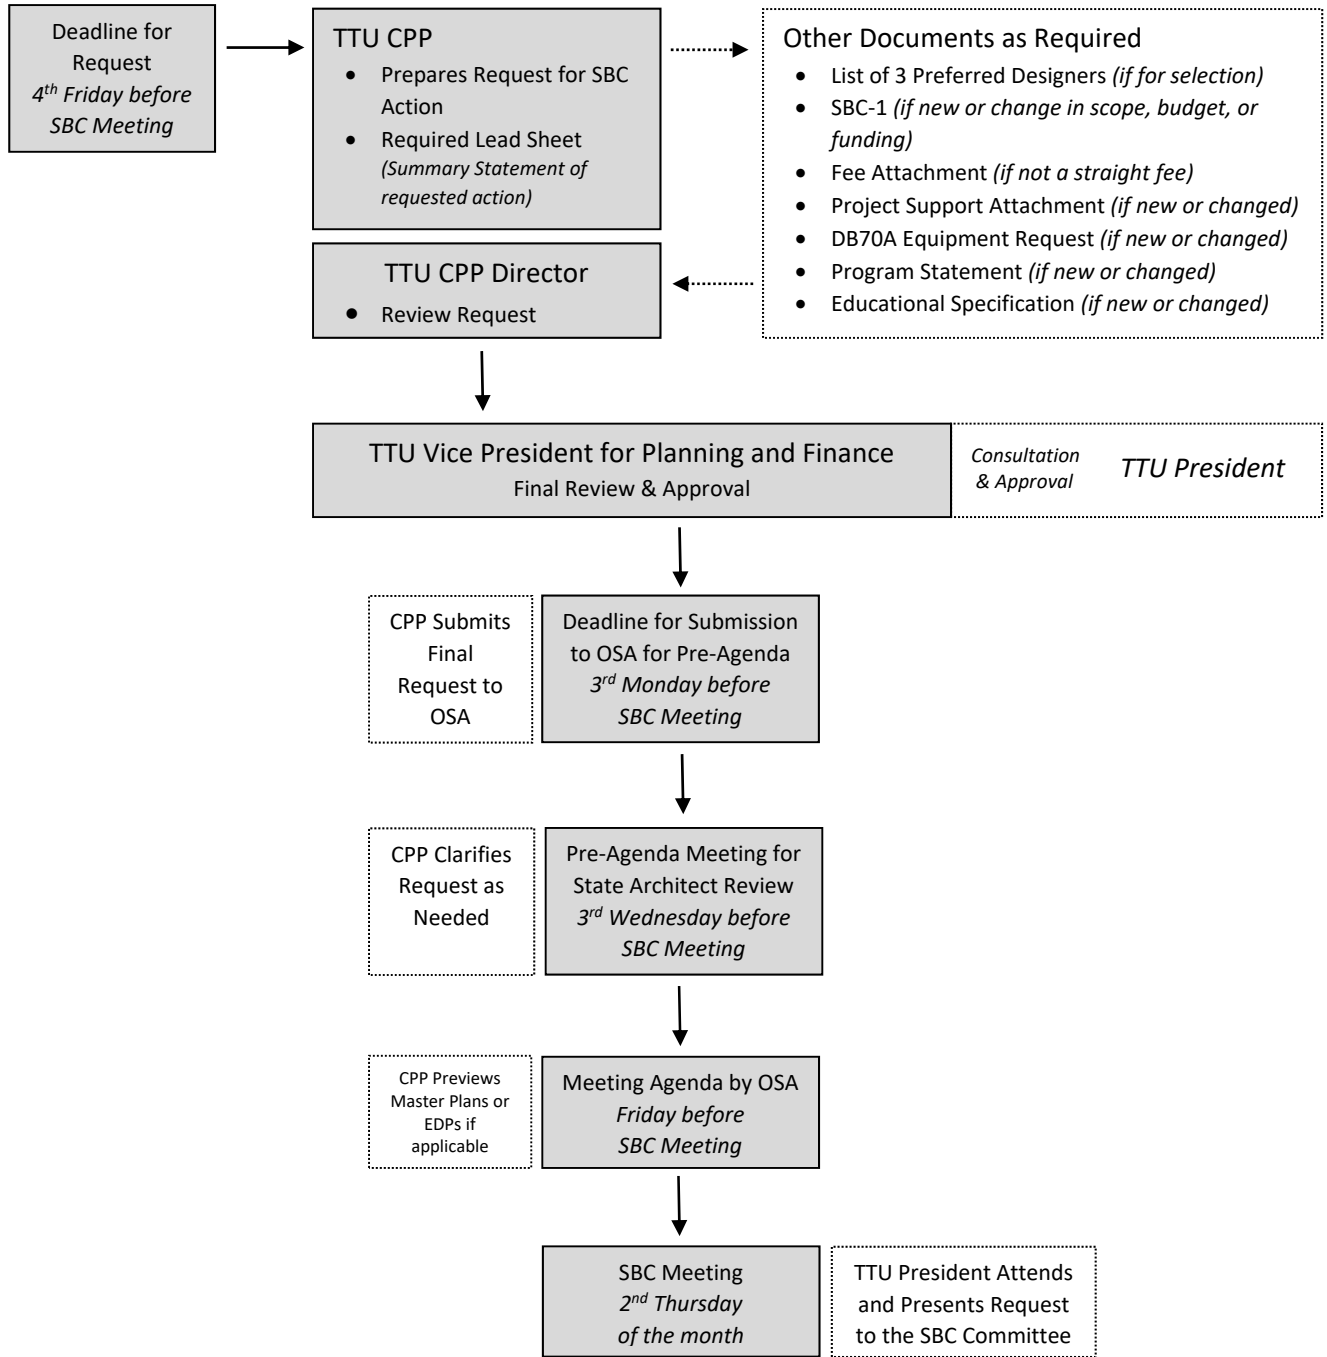 Deadline for
Request
4th Friday before
SBC Meeting
TTU CPP
• Prepares Request for SBC
Action
• Required Lead Sheet
(Summary Statement of
requested action)
Other Documents as Required
• List of 3 Preferred Designers (if for selection)
• SBC-1 (if new or change in scope, budget, or
funding)
• Fee Attachment (if not a straight fee)
• Project Support Attachment (if new or changed)
• DB70A Equipment Request (if new or changed)
• Program Statement (if new or changed)
• Educational Specification (if new or changed)
TTU CPP Director
• Review Request
TTU Vice President for Planning and Finance
Final Review & Approval
Consultation
& Approval
TTU President
CPP Submits
Final
Request to
OSA
Deadline for Submission
to OSA for Pre-Agenda
3rd Monday before
SBC Meeting
CPP Clarifies
Request as
Needed
Pre-Agenda Meeting for
State Architect Review
3rd Wednesday before
SBC Meeting
CPP Previews
Master Plans or
EDPs if
applicable
Meeting Agenda by OSA
Friday before
SBC Meeting
SBC Meeting
2nd Thursday
of the month
TTU President Attends
and Presents Request
to the SBC Committee